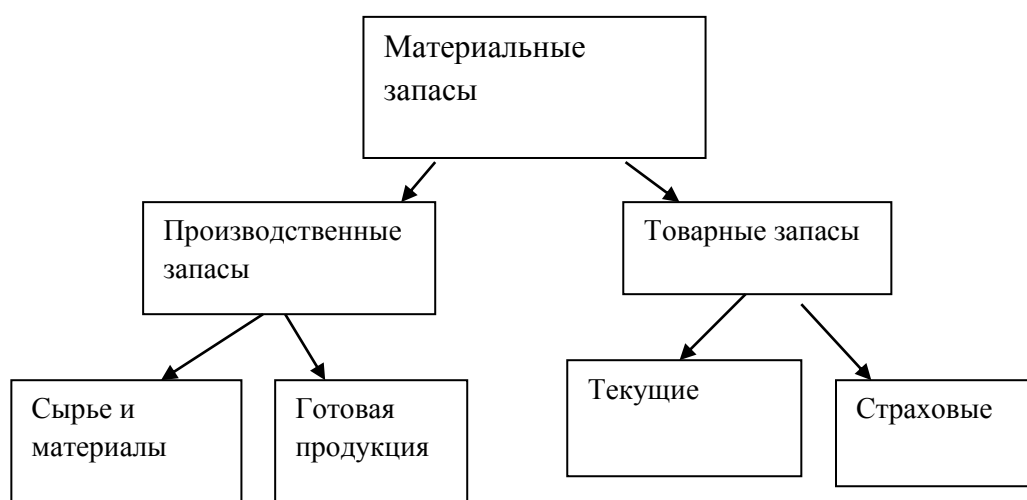 Материальные
запасы
Производственные
запасы
Товарные запасы
Сырье и
материалы
Готовая
продукция
Текущие
Страховые